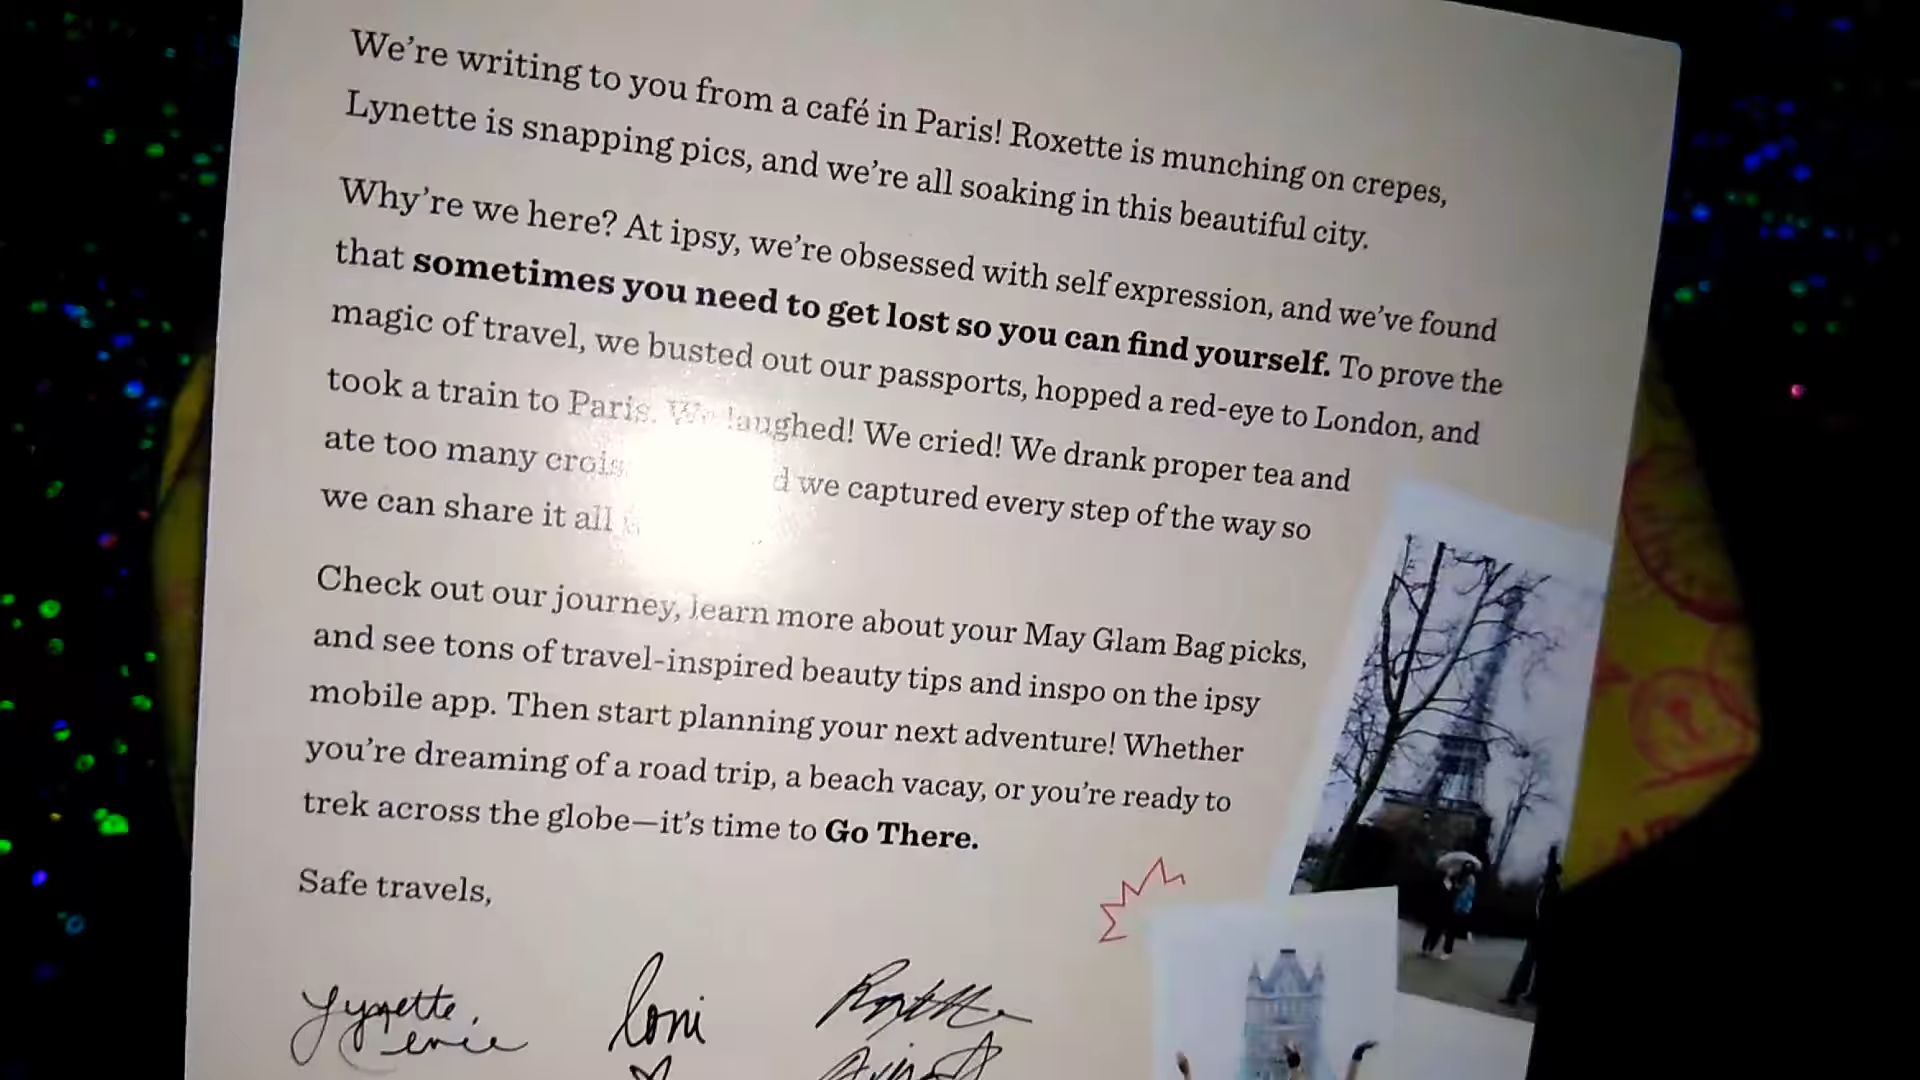 We're writing to you from a café in Paris! Roxette is munching on crepes,
Lynette is snapping pics, and we're all soaking in this beautiful city.
Why're we here? At ipsy, we're obsessed with self expression, and we've found
that sometimes you need to get lost so you can find yourself. To prove the
magic of travel, we busted out our passports, hopped a red-eye to London, and
took a train to Paris. We laughed! We cried! We drank proper tea and
ate too many we captured every step of the way so
we can share it all
Check out our journey, learn more about your May Glam Bag picks,
and see tons of travel-inspired beauty tips and inspo on the ipsy
mobile app. Then start planning your next adventure! Whether
you're dreaming of a road trip, a beach vacay, or you're ready to
trek across the globe—it's time to Go There.
Safe travels,
Lynette Loni Roxette